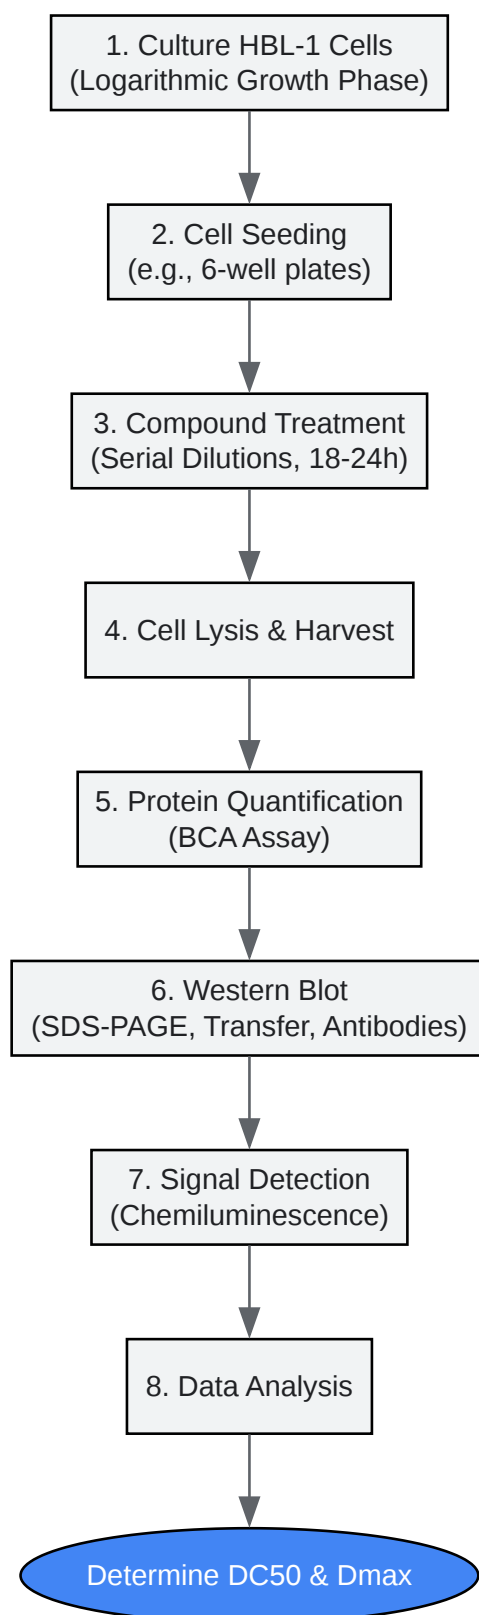 1. Culture HBL-1 Cells
(Logarithmic Growth Phase)
2. Cell Seeding
(e.g., 6-well plates)
3. Compound Treatment
(Serial Dilutions, 18-24h)
4. Cell Lysis & Harvest
5. Protein Quantification
(BCA Assay)
6. Western Blot
(SDS-PAGE, Transfer, Antibodies)
7. Signal Detection
(Chemiluminescence)
8. Data Analysis
Determine DC50 & Dmax